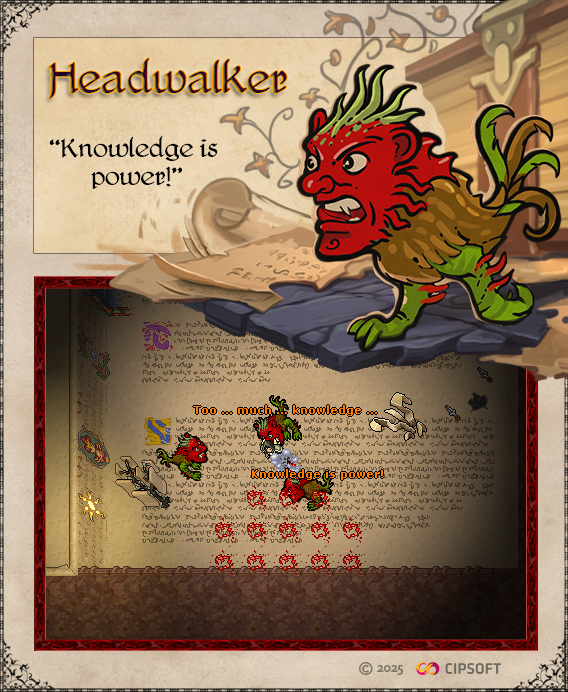 Headwalker
“Knowledge is
power!”
Too ... much ... knowledge ...
Knowledge is power!
© 2025 CIPSOFT